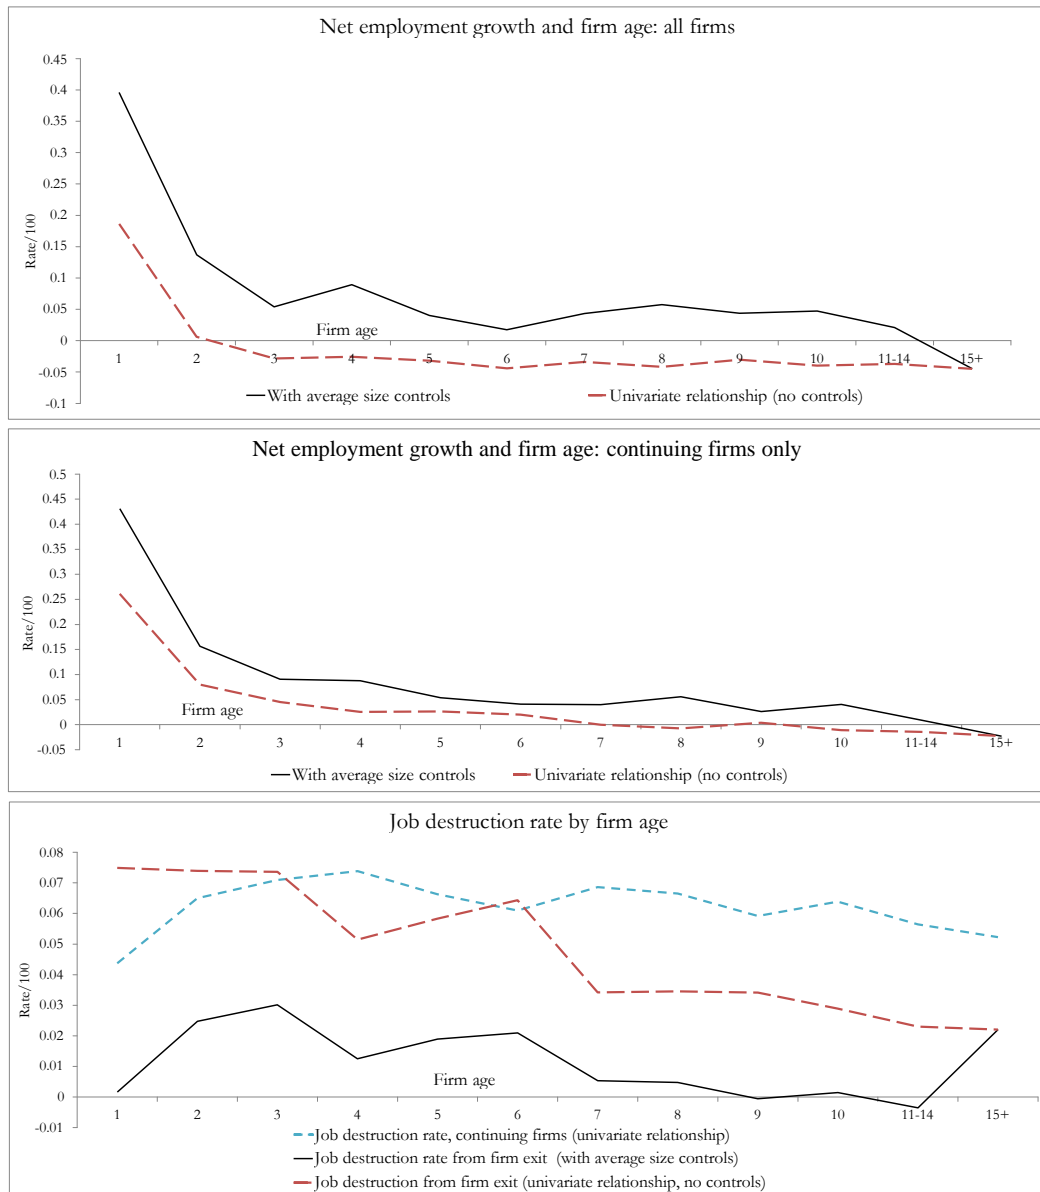 Net employment growth and firm age: all firms
0.45
0.4
0.35
0.3
0.25
0.2
0.15
0.1
0.05
0
-0.05
-0.1
Rate/100
Firm age
1 2 3 4 5 6 7 8 9 10 11-14 15+
With average size controls Univariate relationship (no controls)
Net employment growth and firm age: continuing firms only
0.5
0.45
0.4
0.35
0.3
0.25
0.2
0.15
0.1
0.05
0
-0.05
Rate/100
Firm age
1 2 3 4 5 6 7 8 9 10 11-14 15+
With average size controls Univariate relationship (no controls)
Job destruction rate by firm age
0.08
0.07
0.06
0.05
0.04
0.03
0.02
0.01
0
-0.01
Rate/100
Firm age
1 2 3 4 5 6 7 8 9 10 11-14 15+
Job destruction rate, continuing firms (univariate relationship)
Job destruction rate from firm exit (with average size controls)
Job destruction from firm exit (univariate relationship, no controls)